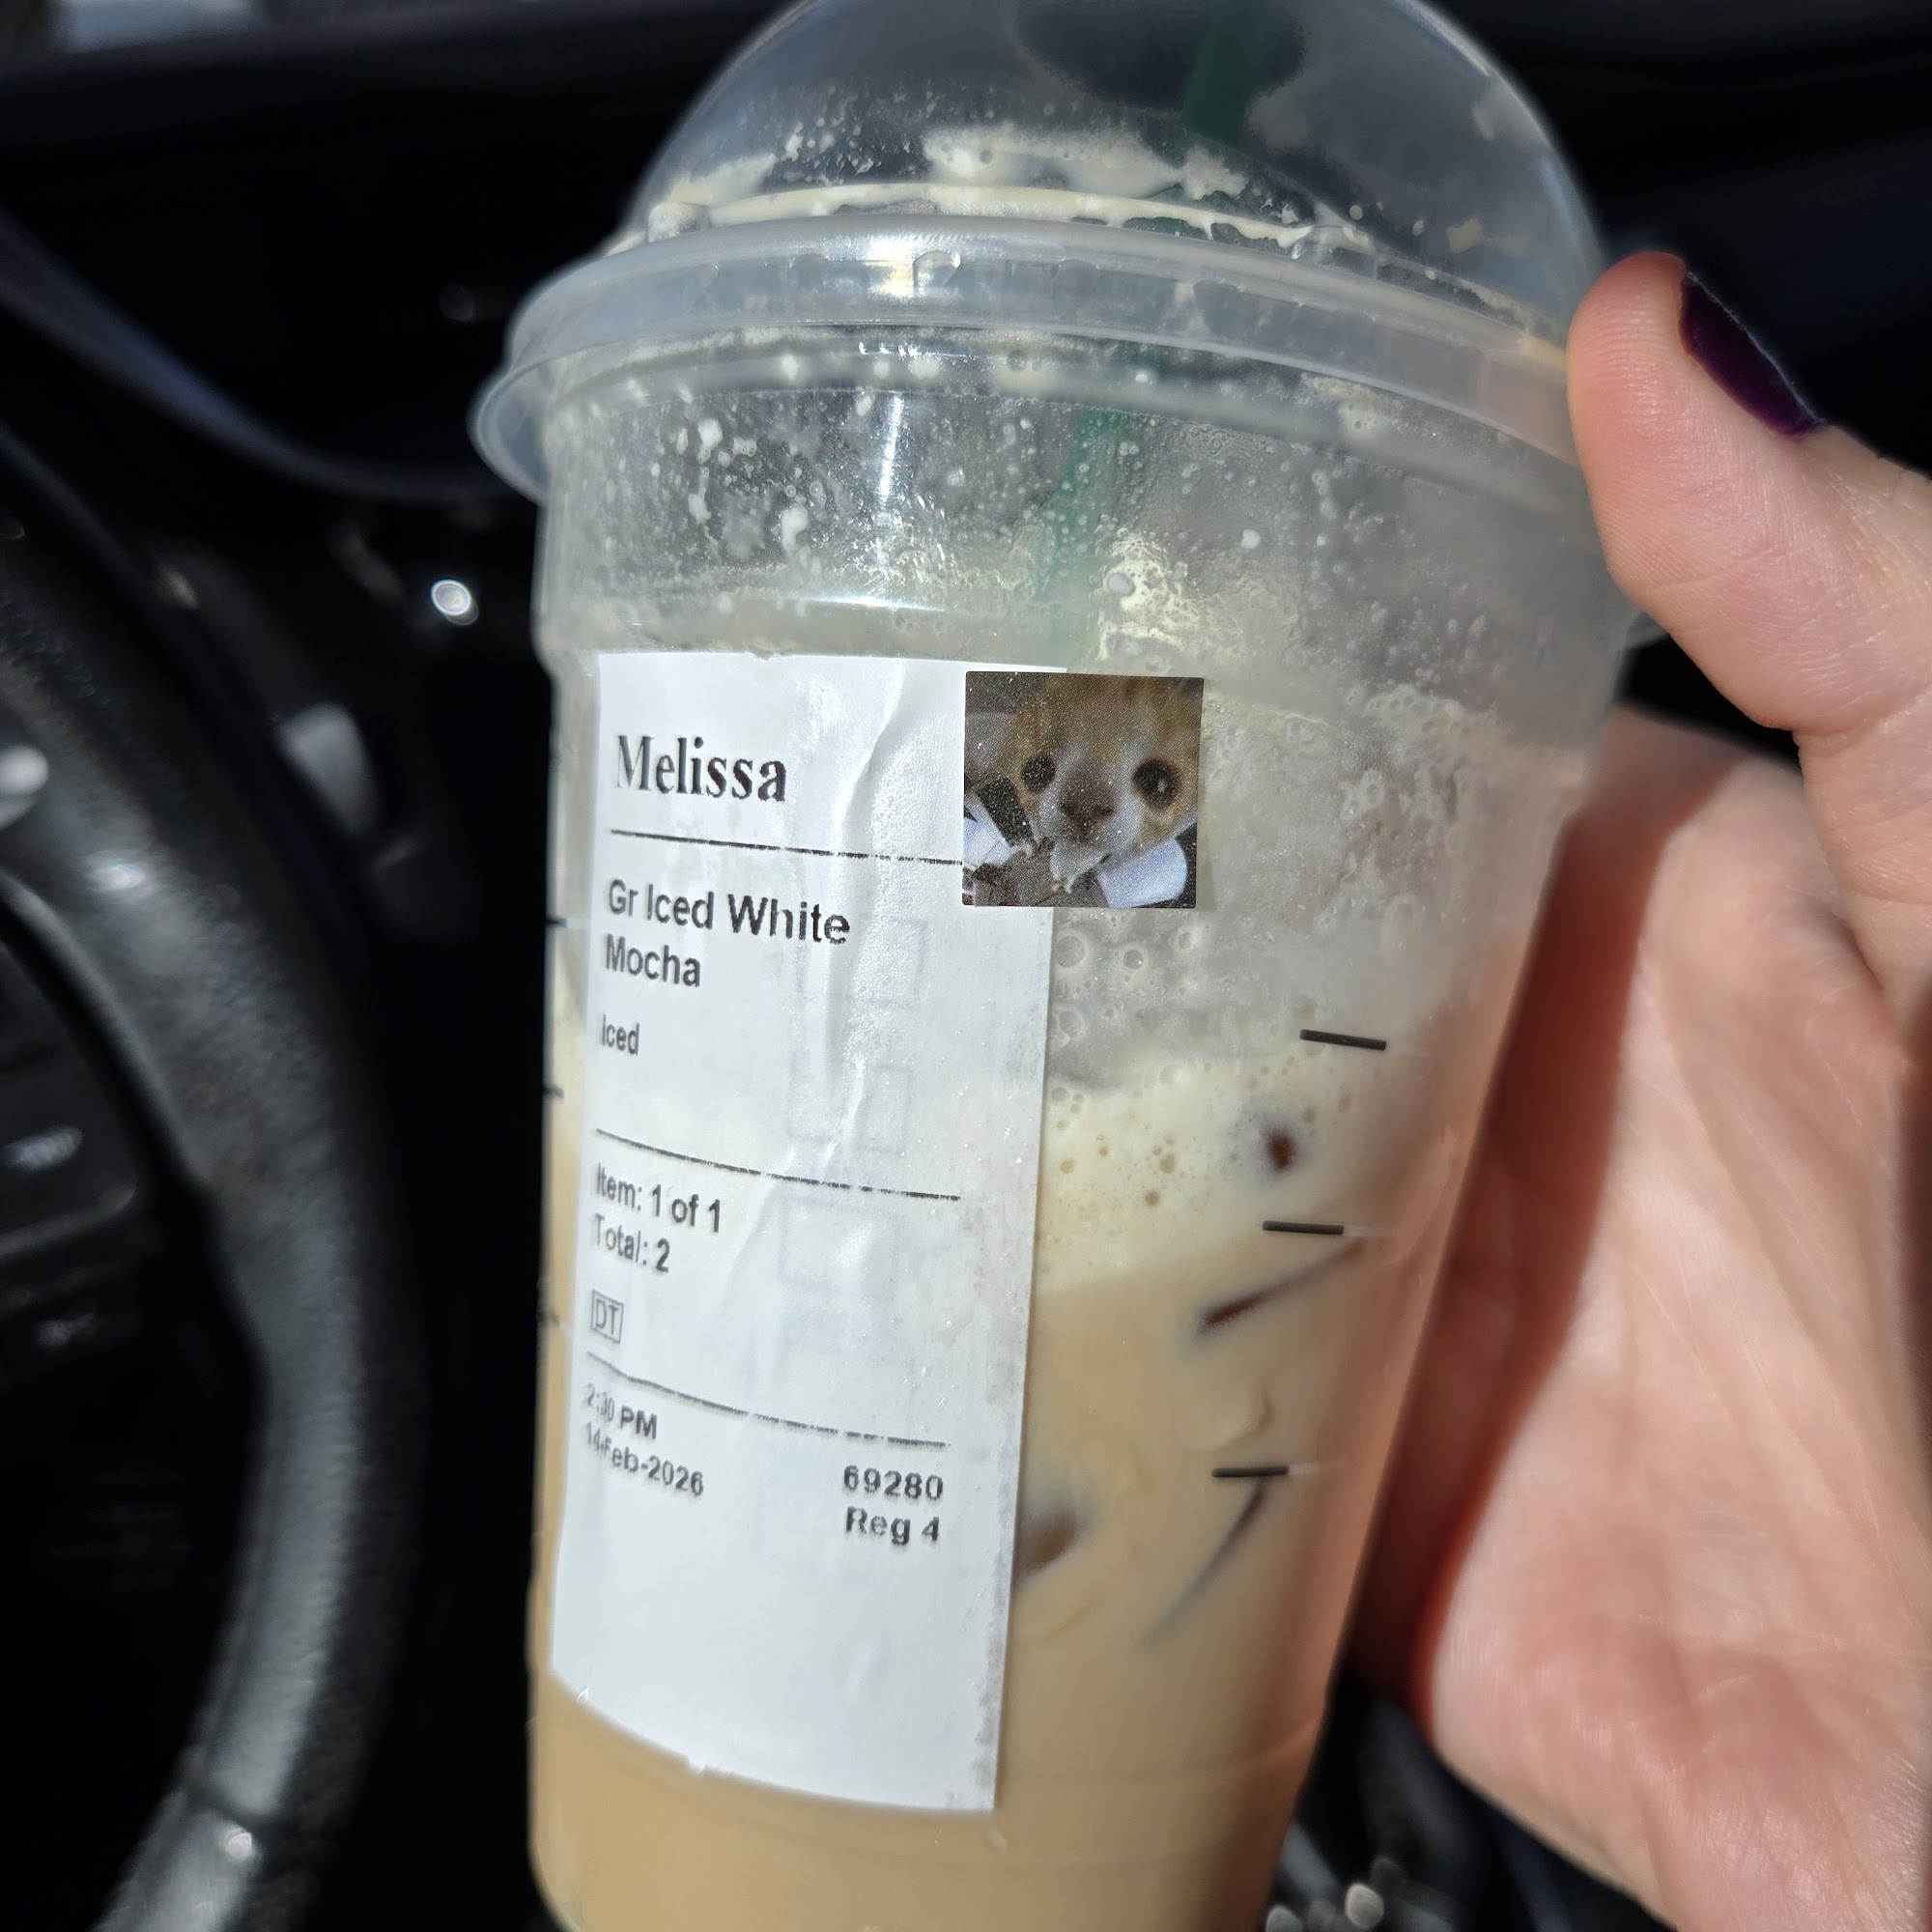 Melissa
Gr Iced White
Mocha
Iced
Item: 1 of 1
Total: 2
DT
2:30 PM
14-Feb-2026
69280
Reg 4